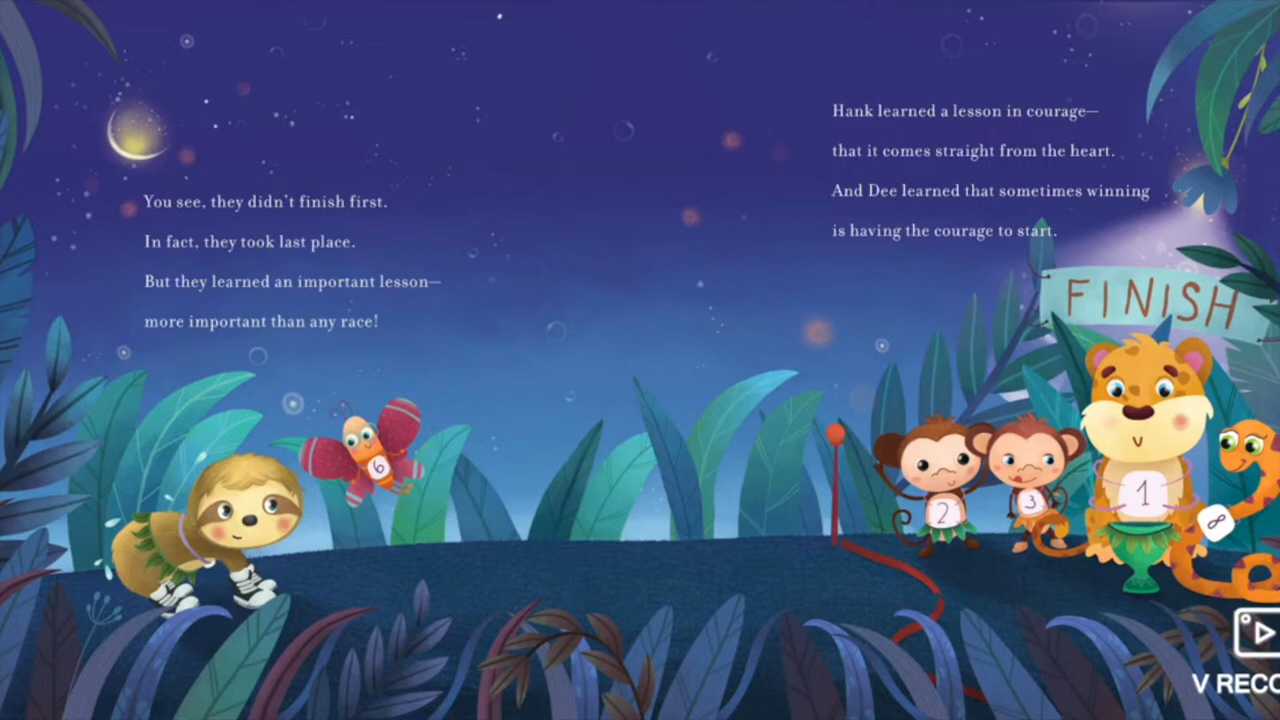 You see, they didn't finish first.
In fact, they took last place.
But they learned an important lesson—
more important than any race!
Hank learned a lesson in courage—
that it comes straight from the heart.
And Dee learned that sometimes winning
is having the courage to start.
FINISH
6
2
3
1
8
V RECO